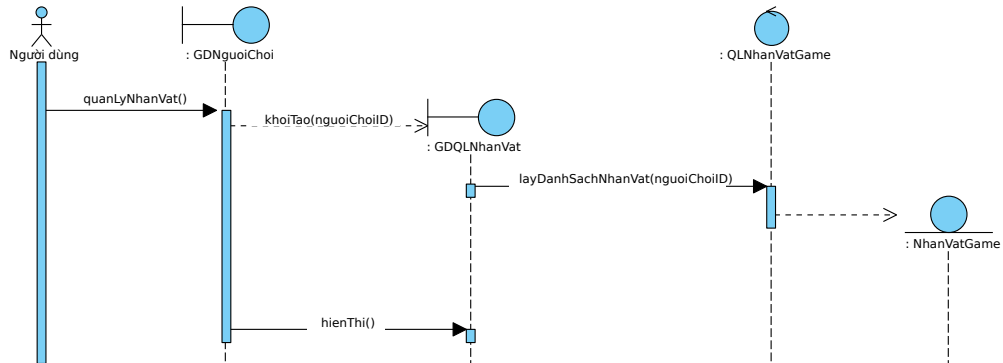 Người dùng
: GDNguoiChoi
: QLNhanVatGame
quanLyNhanVat()
khoiTao(nguoiChoiID)
: GDQLNhanVat
layDanhSachNhanVat(nguoiChoiID)
: NhanVatGame
hienThi()